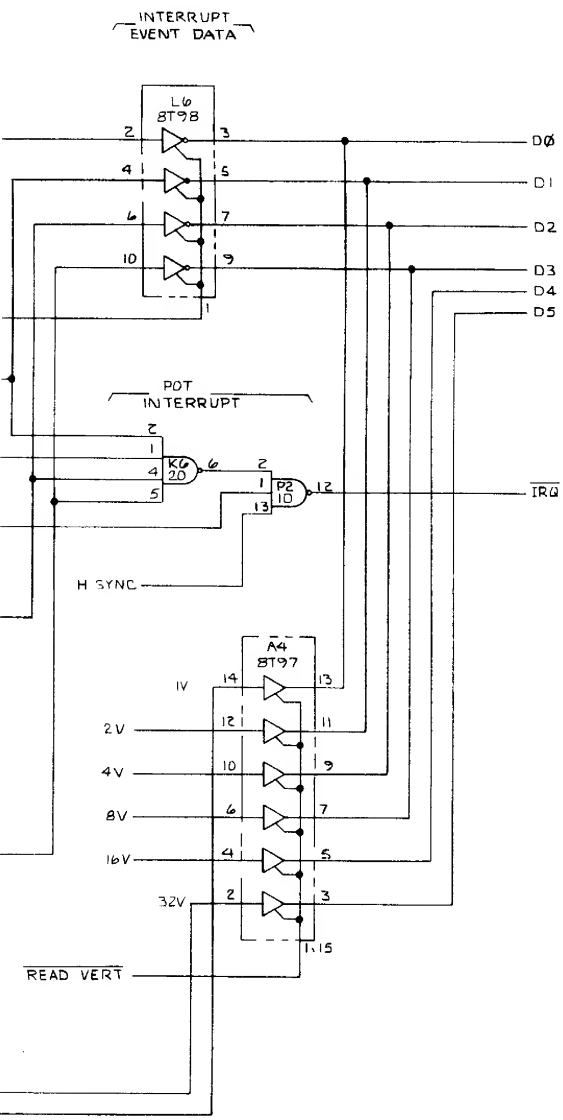 INTERRUPT
EVENT DATA
L6
8T98
2 3 DØ
4 5 D1
6 7 D2
10 9 D3
D4
1 D5
POT
INTERRUPT
2
1 K6 6 2
4 20 1 P2 12 IRQ
5 13 10
H SYNC
A4
8T97
1V 14 13
2V 12 11
4V 10 9
8V 6 7
16V 4 5
32V 2 3
1,15
READ VERT